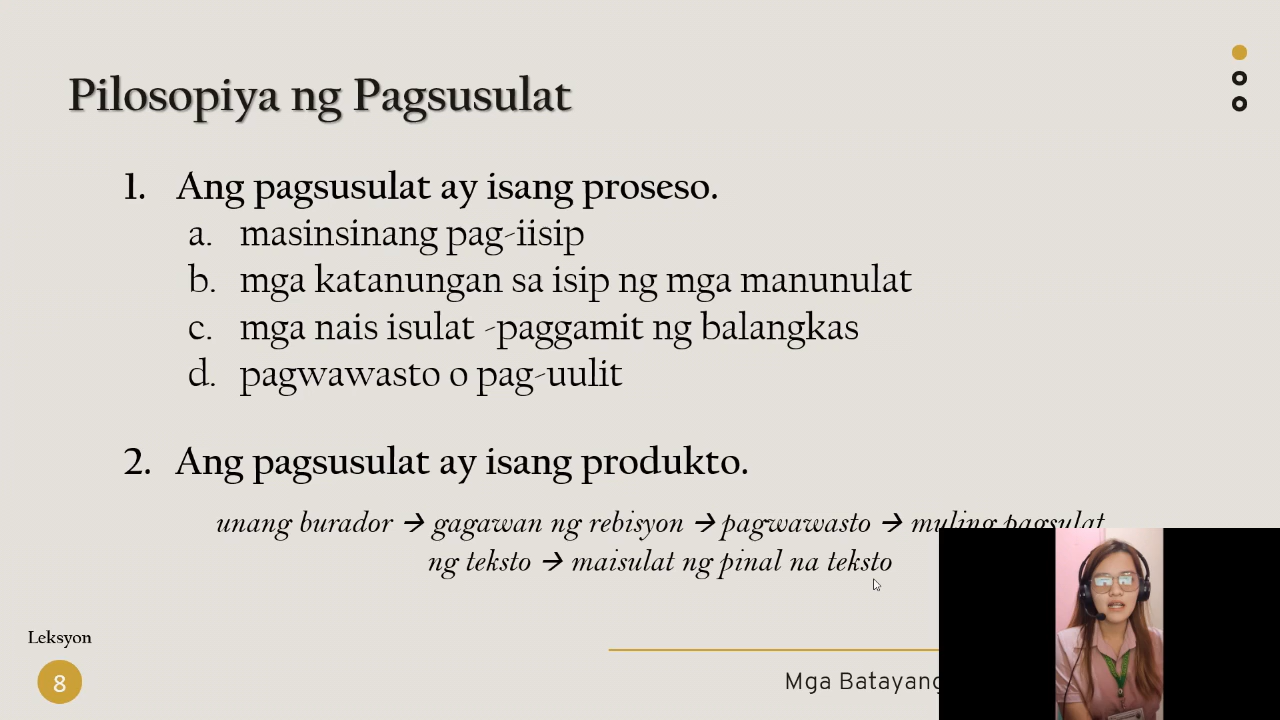 Pilosopiya ng Pagsusulat
1. Ang pagsusulat ay isang proseso.
a. masinsinang pag-iisip
b. mga katanungan sa isip ng mga manunulat
c. mga nais isulat -paggamit ng balangkas
d. pagwawasto o pag-uulit
2. Ang pagsusulat ay isang produkto.
unang burador → gagawan ng rebisyon → pagwawasto → muling pagsulat
ng teksto → maisulat ng pinal na teksto
Leksyon
8
Mga Batayang